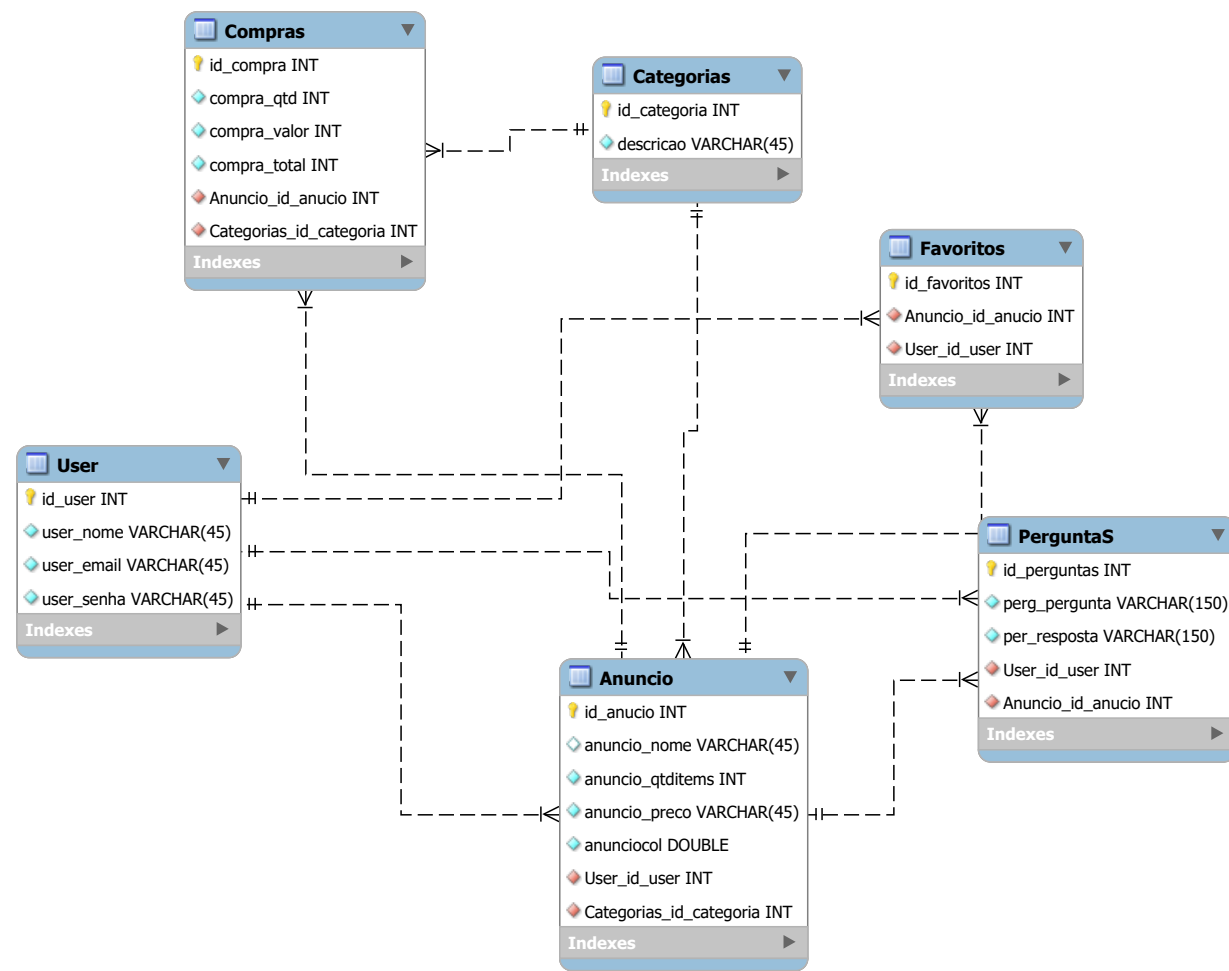 Compras
id_compra INT
compra_qtd INT
compra_valor INT
compra_total INT
Anuncio_id_anucio INT
Categorias_id_categoria INT
Indexes
Categorias
id_categoria INT
descricao VARCHAR(45)
Indexes
Favoritos
id_favoritos INT
Anuncio_id_anucio INT
User_id_user INT
Indexes
User
id_user INT
user_nome VARCHAR(45)
user_email VARCHAR(45)
user_senha VARCHAR(45)
Indexes
PerguntaS
id_perguntas INT
perg_pergunta VARCHAR(150)
per_resposta VARCHAR(150)
User_id_user INT
Anuncio_id_anucio INT
Indexes
Anuncio
id_anucio INT
anuncio_nome VARCHAR(45)
anuncio_qtditems INT
anuncio_preco VARCHAR(45)
anunciocol DOUBLE
User_id_user INT
Categorias_id_categoria INT
Indexes